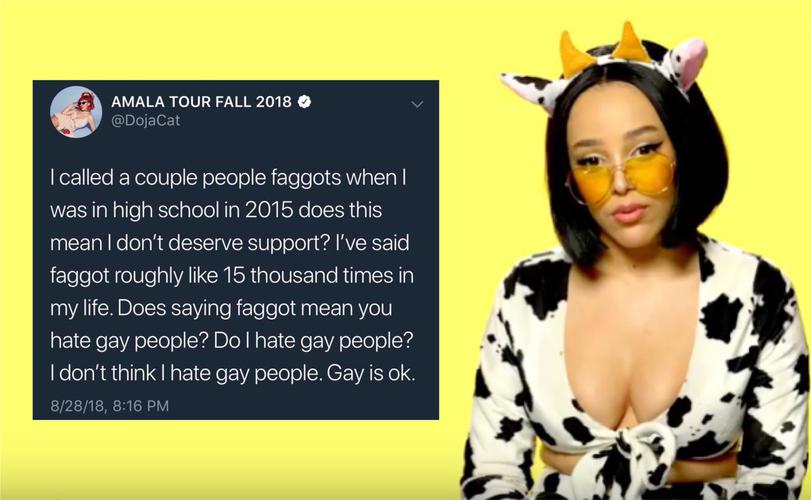 AMALA TOUR FALL 2018
@DojaCat
I called a couple people faggots when I
was in high school in 2015 does this
mean I don't deserve support? I've said
faggot roughly like 15 thousand times in
my life. Does saying faggot mean you
hate gay people? Do I hate gay people?
I don't think I hate gay people. Gay is ok.
8/28/18, 8:16 PM